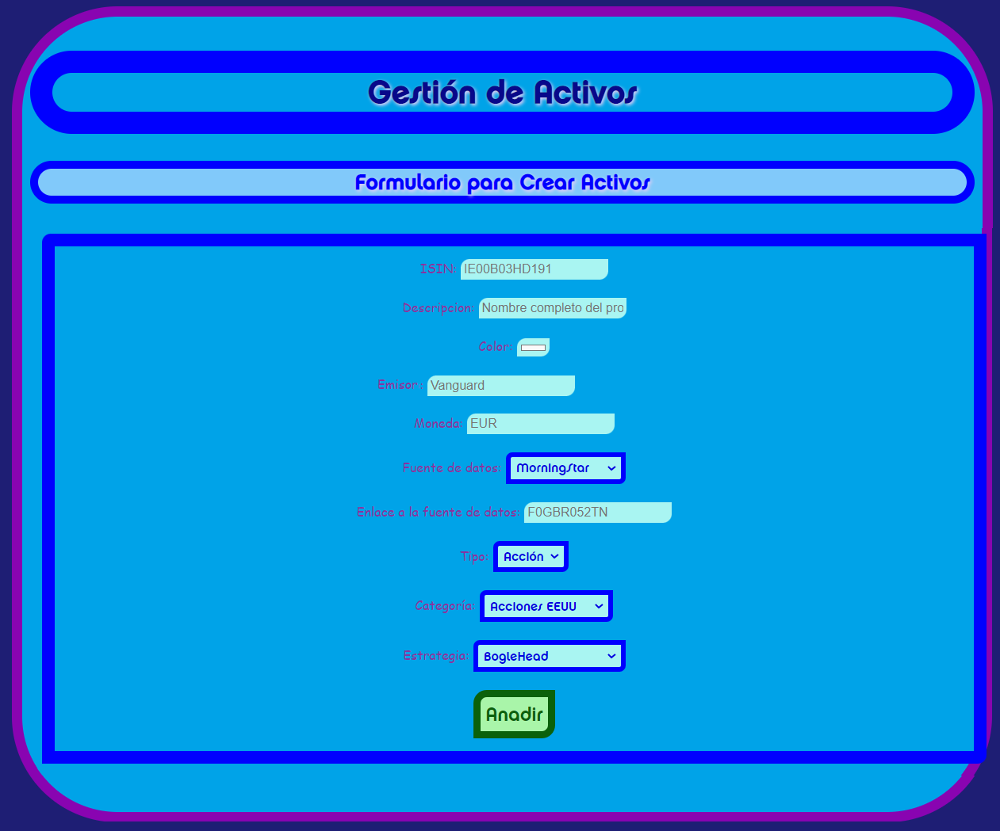 Gestión de Activos
Formulario para Crear Activos
ISIN: IE00B03HD191
Descripcion: Nombre completo del pro
Color:
Emisor: Vanguard
Moneda: EUR
Fuente de datos: MornIngStar
Enlace a la fuente de datos: F0GBR052TN
Tipo: AccIón
Categoría: AccIones EEUU
Estrategia: BogleHead
Anadir